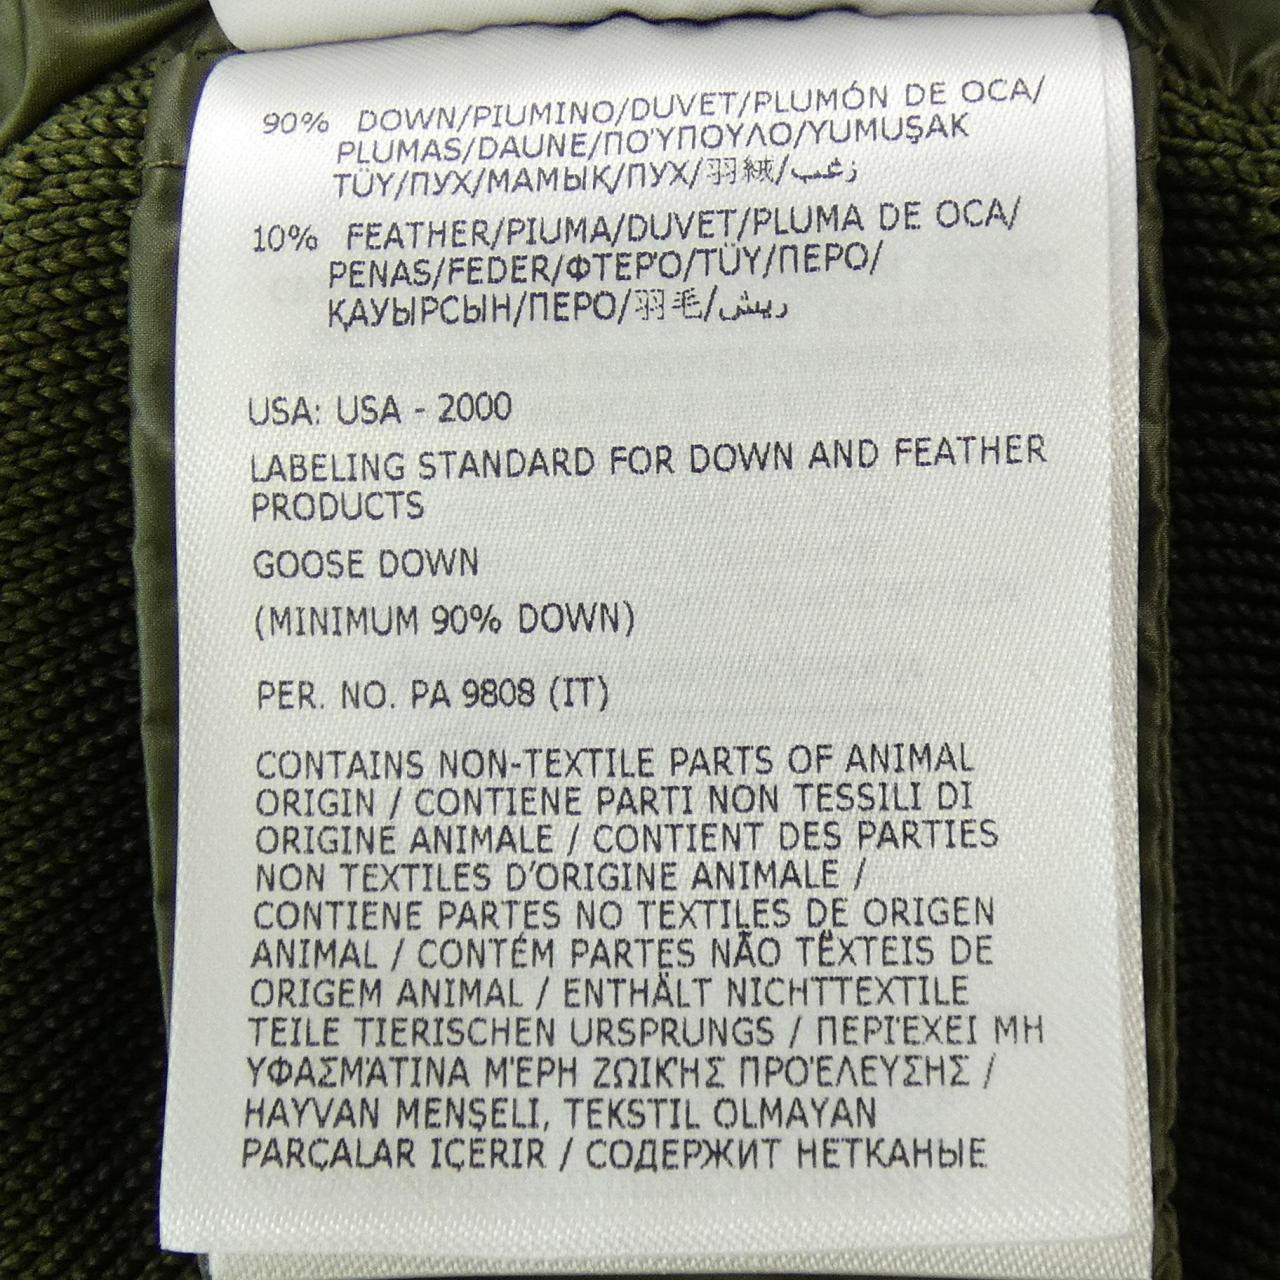 90% DOWN/PIUMINO/DUVET/PLUMÓN DE OCA/
PLUMAS/DAUNE/ΠΟΎΠΟΥΛΟ/YUMUŞAK
TÜY/ПУХ/МАМЫҚ/ПУХ/羽絨/زغب
10% FEATHER/PIUMA/DUVET/PLUMA DE OCA/
PENAS/FEDER/ΦΤΕΡΌ/TÜY/ПЕРО/
ҚАУЫРСЫН/ПЕРО/羽毛/ريش
USA: USA - 2000
LABELING STANDARD FOR DOWN AND FEATHER
PRODUCTS
GOOSE DOWN
(MINIMUM 90% DOWN)
PER. NO. PA 9808 (IT)
CONTAINS NON-TEXTILE PARTS OF ANIMAL
ORIGIN / CONTIENE PARTI NON TESSILI DI
ORIGINE ANIMALE / CONTIENT DES PARTIES
NON TEXTILES D'ORIGINE ANIMALE /
CONTIENE PARTES NO TEXTILES DE ORIGEN
ANIMAL / CONTÉM PARTES NÃO TËXTEIS DE
ORIGEM ANIMAL / ENTHÄLT NICHTTEXTILE
TEILE TIERISCHEN URSPRUNGS / ΠΕΡΙΈΧΕΙ ΜΗ
ΥΦΑΣΜΆΤΙΝΑ ΜΈΡΗ ΖΩΙΚΉΣ ΠΡΟΈΛΕΥΣΗΣ /
HAYVAN MENŞELI, TEKSTIL OLMAYAN
PARÇALAR IÇERIR / СОДЕРЖИТ НЕТКАНЫЕ